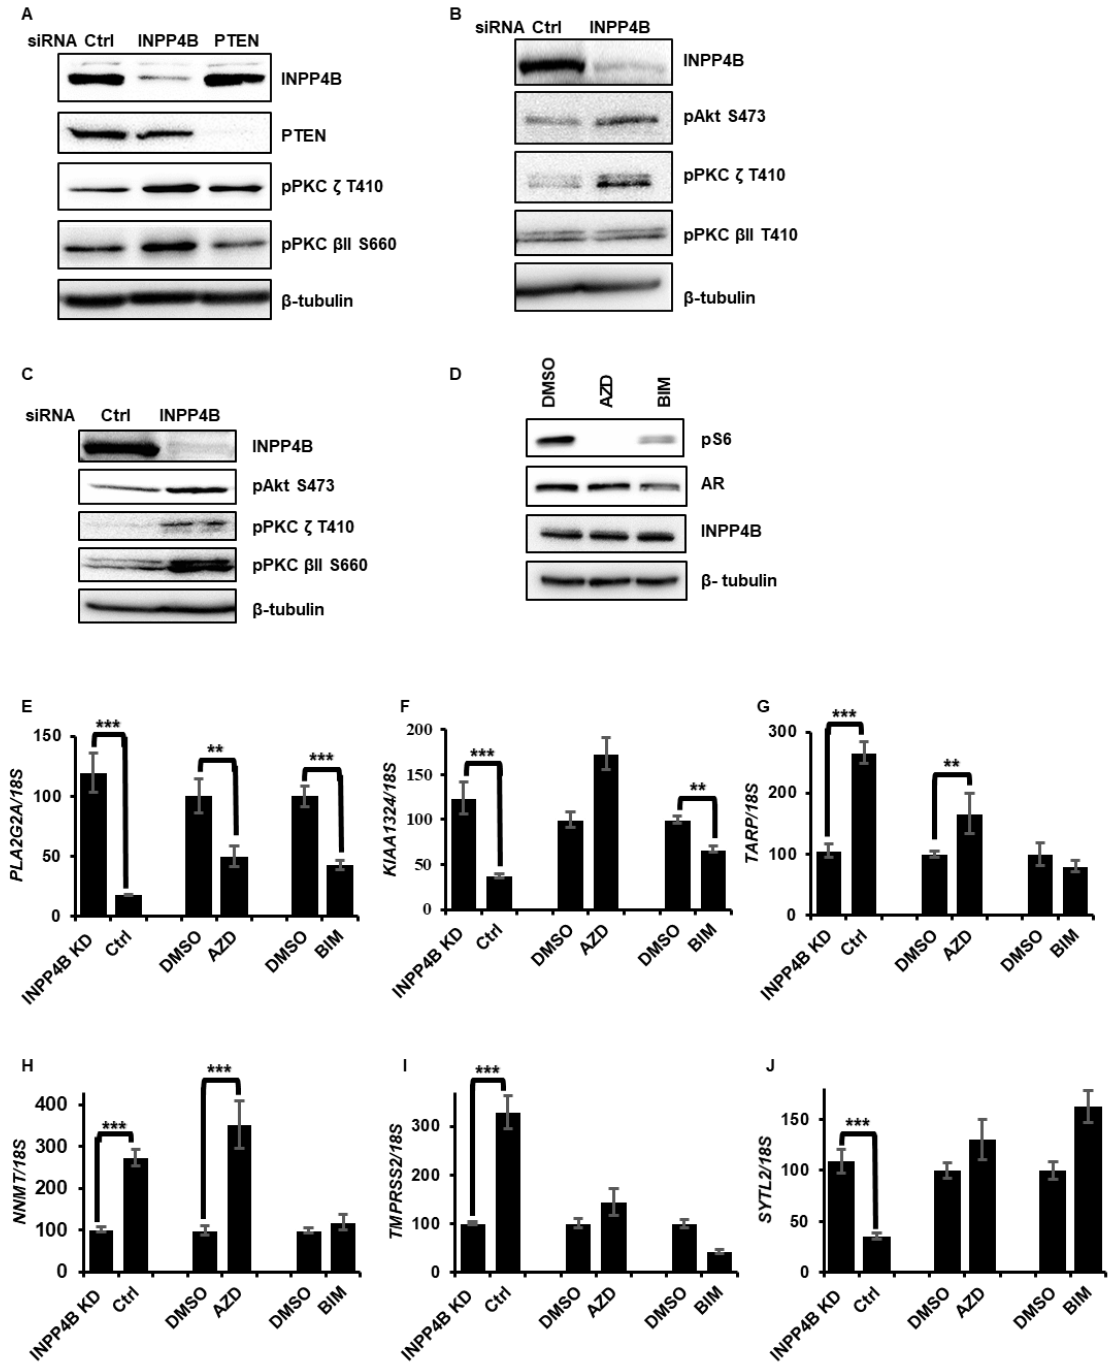 A
siRNA Ctrl INPP4B PTEN
INPP4B
PTEN
pPKC ζ T410
pPKC βII S660
β-tubulin
B
siRNA Ctrl INPP4B
INPP4B
pAkt S473
pPKC ζ T410
pPKC βII T410
β-tubulin
C
siRNA Ctrl INPP4B
INPP4B
pAkt S473
pPKC ζ T410
pPKC βII S660
β-tubulin
D
DMSO AZD BIM
pS6
AR
INPP4B
β- tubulin
E
PLA2G2A/18S
150
100
50
0
*** ** ***
INPP4B KD Ctrl DMSO AZD DMSO BIM
F
KIAA1324/18S
200
150
100
50
0
*** **
INPP4B KD Ctrl DMSO AZD DMSO BIM
G
TARP/18S
300
200
100
0
*** **
INPP4B KD Ctrl DMSO AZD DMSO BIM
H
NNMT/18S
400
300
200
100
0
*** ***
INPP4B KD Ctrl DMSO AZD DMSO BIM
I
TMPRSS2/18S
300
200
100
0
***
INPP4B KD Ctrl DMSO AZD DMSO BIM
J
SYTL2/18S
150
100
50
0
***
INPP4B KD Ctrl DMSO AZD DMSO BIM